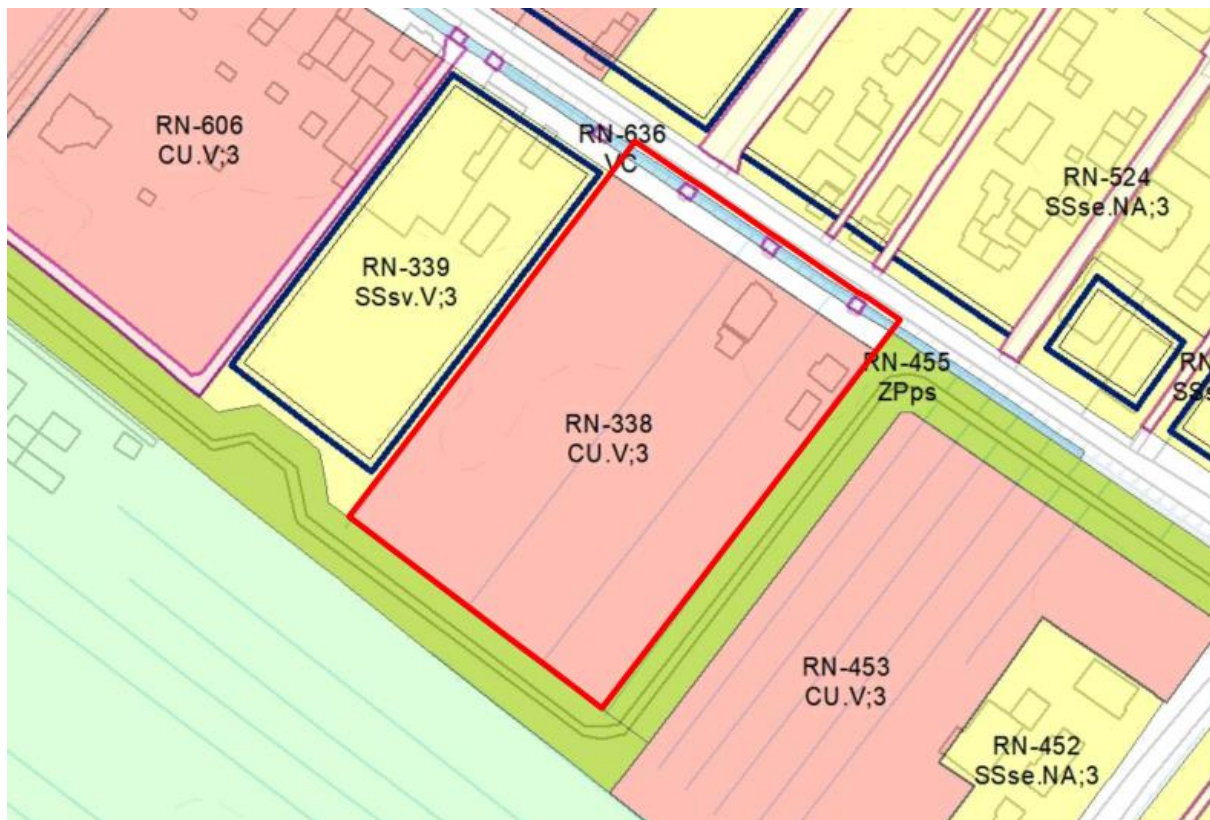 RN-606
CU.V;3
RN-636
VC
RN-524
SSse.NA;3
RN-339
SSsv.V;3
RN-455
ZPps
RN-338
CU.V;3
RN-453
CU.V;3
RN-452
SSse.NA;3